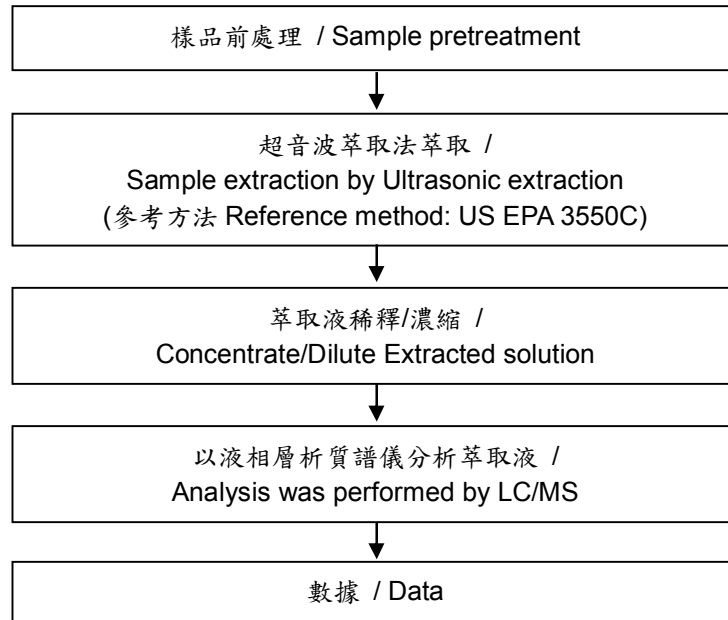 樣品前處理 / Sample pretreatment
超音波萃取法萃取 /
Sample extraction by Ultrasonic extraction
(參考方法 Reference method: US EPA 3550C)
萃取液稀釋/濃縮 /
Concentrate/Dilute Extracted solution
以液相層析質譜儀分析萃取液 /
Analysis was performed by LC/MS
數據 / Data